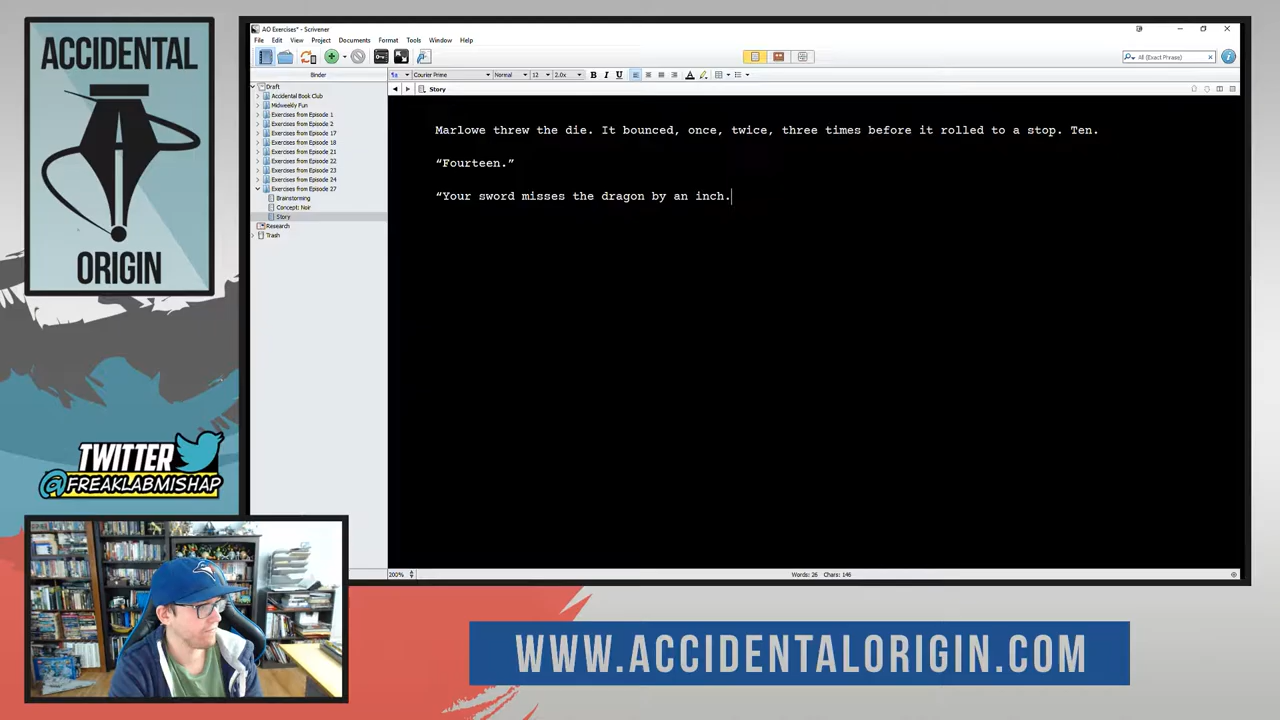 ACCIDENTAL
ORIGIN
TWITTER
@FREAKLABMISHAP
AO Exercises* - Scrivener
File Edit View Project Documents Format Tools Window Help
All (Exact Phrase)
Binder
Courier Prime Normal 12 2.0x B I U A
Story
Draft
Accidental Book Club
Midweekly Fun
Exercises from Episode 1
Exercises from Episode 2
Exercises from Episode 17
Exercises from Episode 18
Exercises from Episode 21
Exercises from Episode 22
Exercises from Episode 23
Exercises from Episode 24
Exercises from Episode 27
Brainstorming
Concept: Noir
Story
Research
Trash
Marlowe threw the die. It bounced, once, twice, three times before it rolled to a stop. Ten.
“Fourteen.”
“Your sword misses the dragon by an inch.
200%
Words: 26 Chars: 146
WWW.ACCIDENTALORIGIN.COM